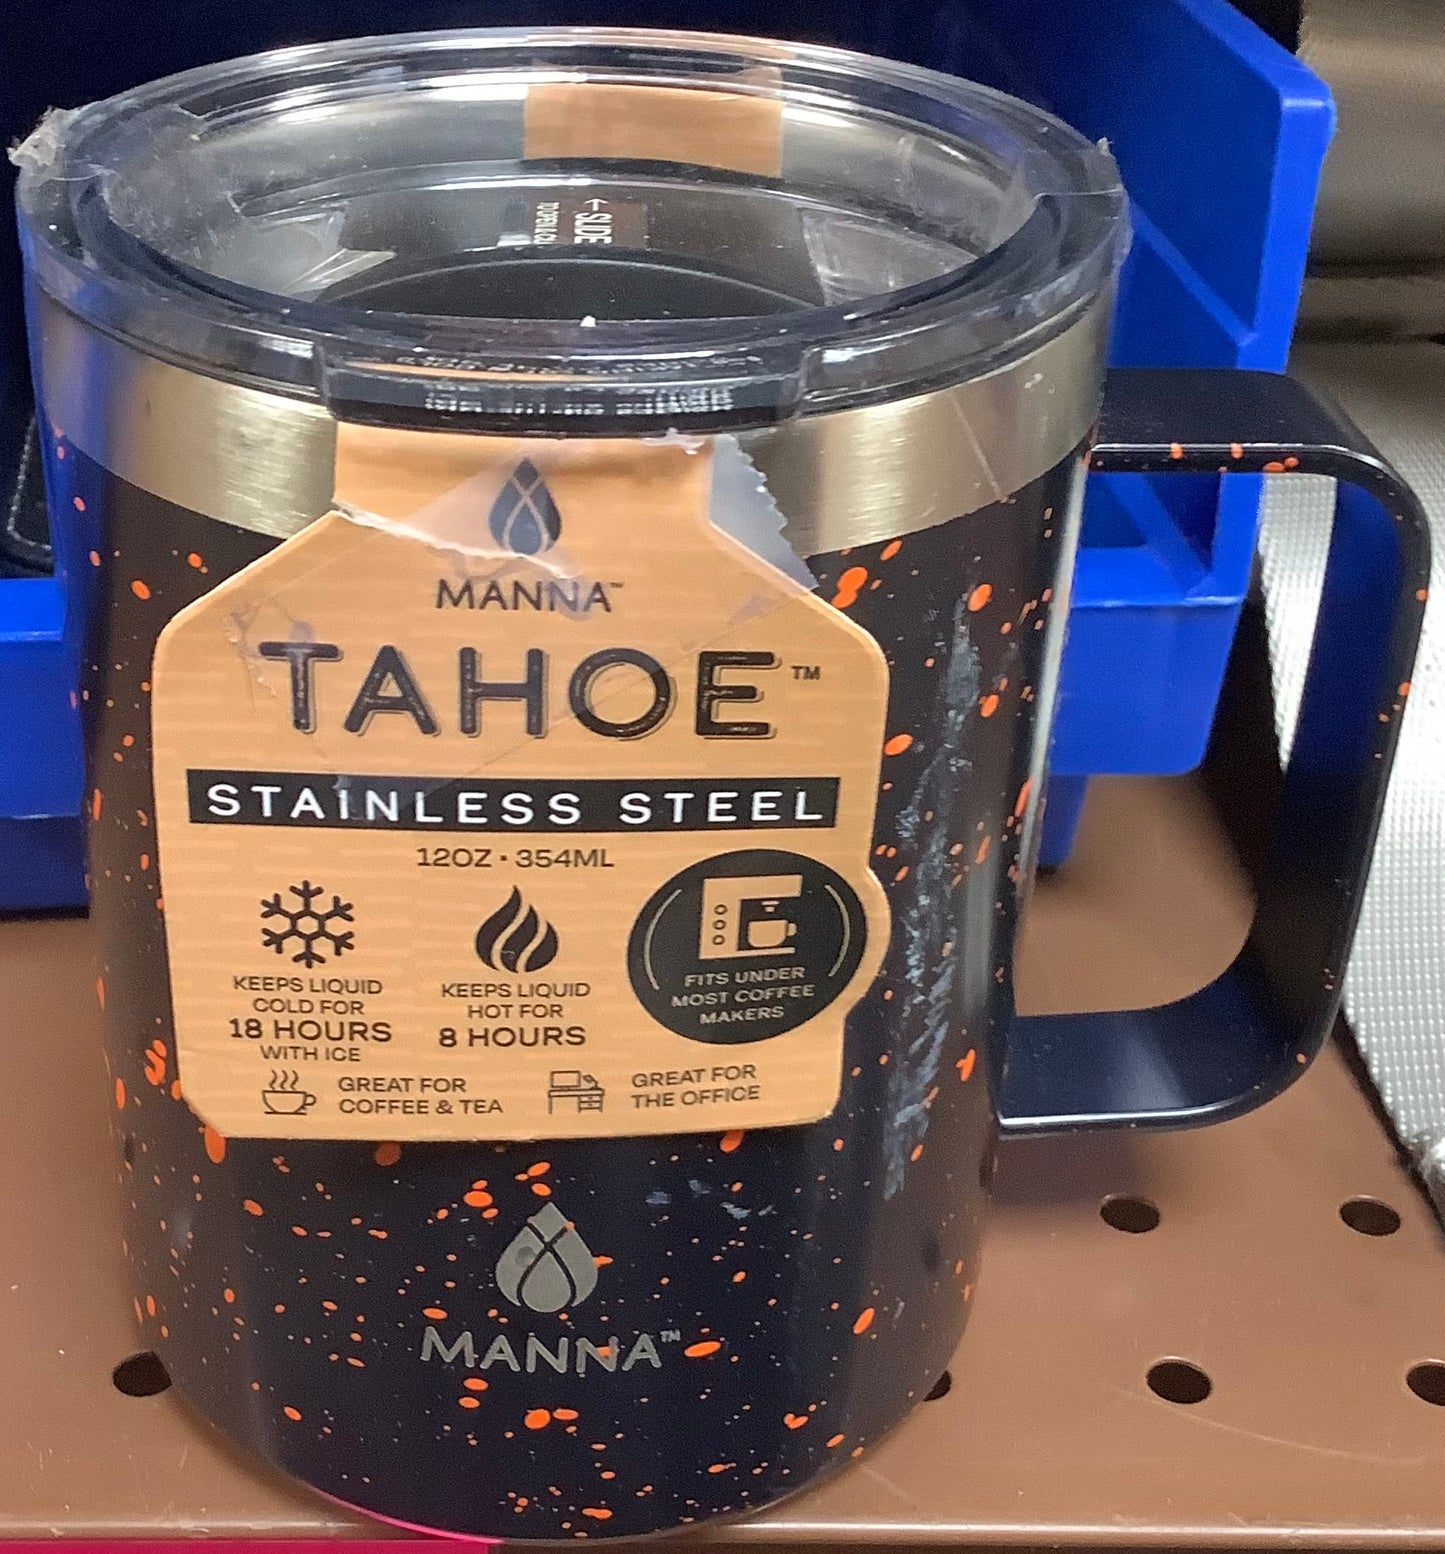 ← SLIDE
MANNA™
TAHOE™
STAINLESS STEEL
12OZ · 354ML
KEEPS LIQUID
COLD FOR
18 HOURS
WITH ICE
KEEPS LIQUID
HOT FOR
8 HOURS
FITS UNDER
MOST COFFEE
MAKERS
GREAT FOR
COFFEE & TEA
GREAT FOR
THE OFFICE
MANNA™